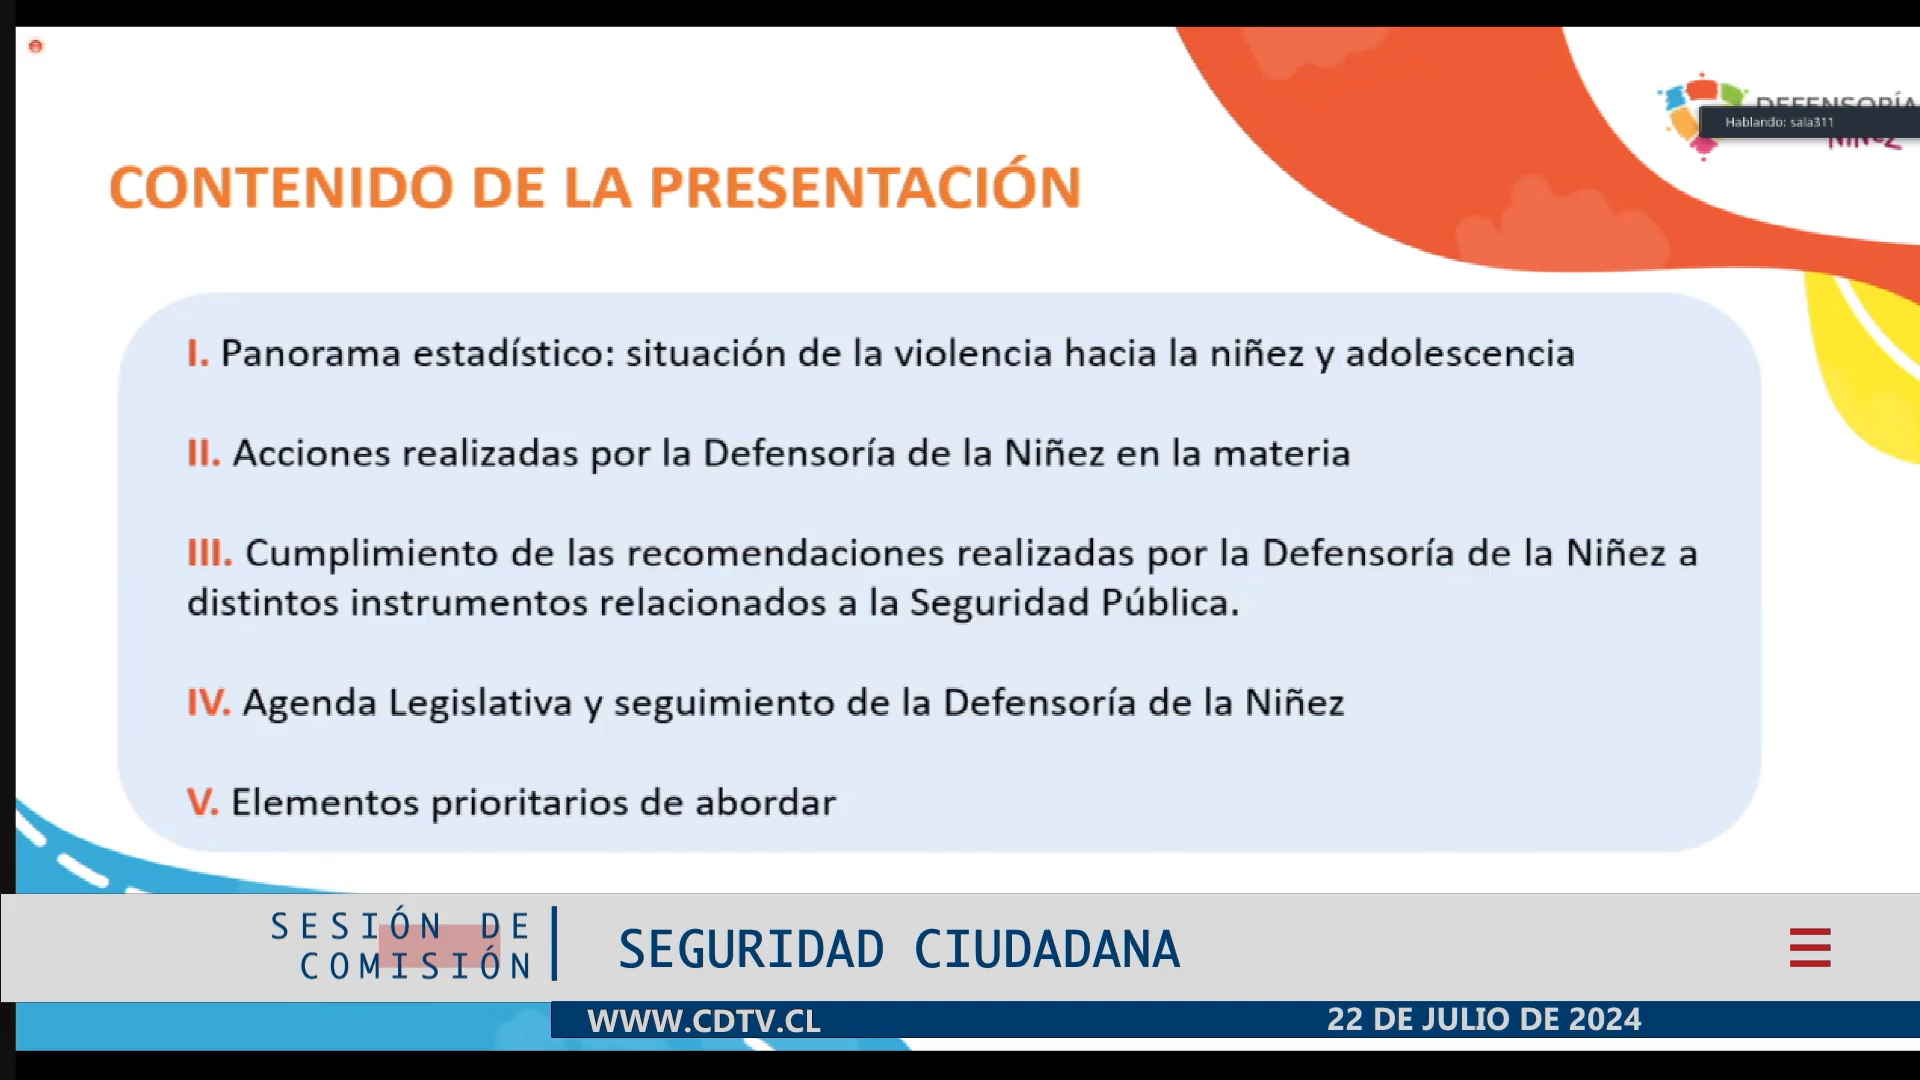 DEFENSORÍA
Hablando: sala311
CONTENIDO DE LA PRESENTACIÓN
I. Panorama estadístico: situación de la violencia hacia la niñez y adolescencia
II. Acciones realizadas por la Defensoría de la Niñez en la materia
III. Cumplimiento de las recomendaciones realizadas por la Defensoría de la Niñez a
distintos instrumentos relacionados a la Seguridad Pública.
IV. Agenda Legislativa y seguimiento de la Defensoría de la Niñez
V. Elementos prioritarios de abordar
SESIÓN DE
COMISIÓN
SEGURIDAD CIUDADANA
WWW.CDTV.CL
22 DE JULIO DE 2024